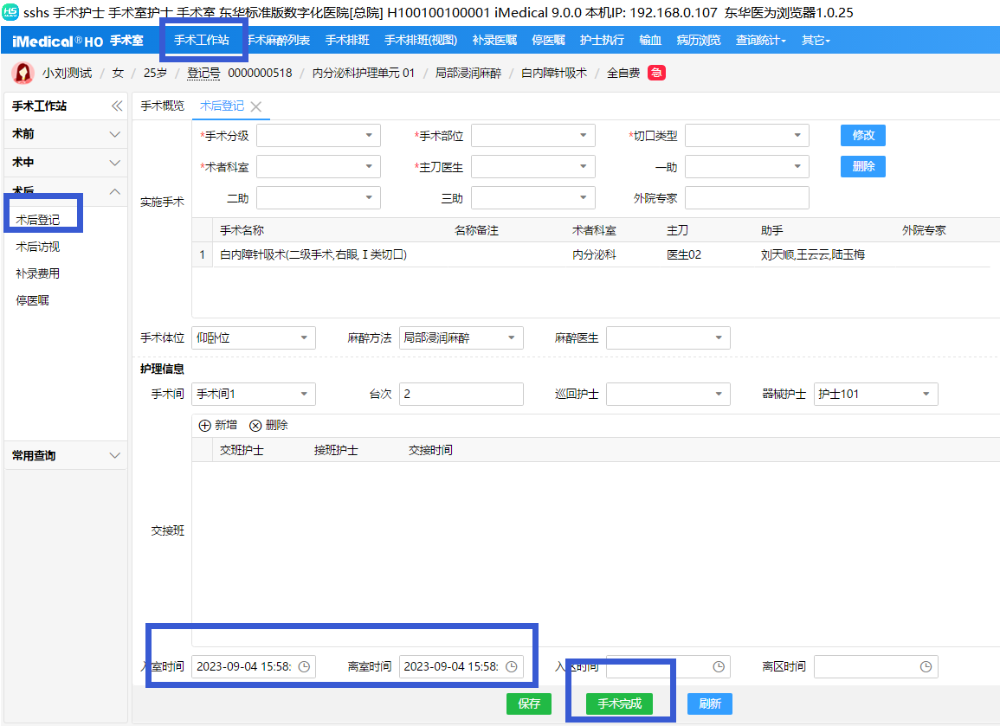 sshs 手术护士 手术室护士 手术室 东华标准版数字化医院[总院] H100100100001 iMedical 9.0.0 本机IP: 192.168.0.107 东华医为浏览器1.0.25
iMedical®HO 手术室 手术工作站 手术麻醉列表 手术排班 手术排班(视图) 补录医嘱 停医嘱 护士执行 输血 病历浏览 查询统计 其它
小刘测试 / 女 / 25岁 / 登记号 0000000518 / 内分泌科护理单元 01 / 局部浸润麻醉 / 白内障针吸术 / 全自费 急
手术工作站
术前
术中
术后
术后登记
术后访视
补录费用
停医嘱
常用查询
手术概览 术后登记
*手术分级 *手术部位 *切口类型 修改
*术者科室 *主刀医生 一助 删除
实施手术
二助 三助 外院专家
手术名称 名称备注 术者科室 主刀 助手 外院专家
1 白内障针吸术(二级手术,右眼,Ⅰ类切口) 内分泌科 医生02 刘天顺,王云云,陆玉梅
手术体位 仰卧位 麻醉方法 局部浸润麻醉 麻醉医生
护理信息
手术间 手术间1 台次 2 巡回护士 器械护士 护士101
新增 删除
交班护士 接班护士 交接时间
交接班
入室时间 2023-09-04 15:58: 离室时间 2023-09-04 15:58: 入区时间 离区时间
保存 手术完成 刷新